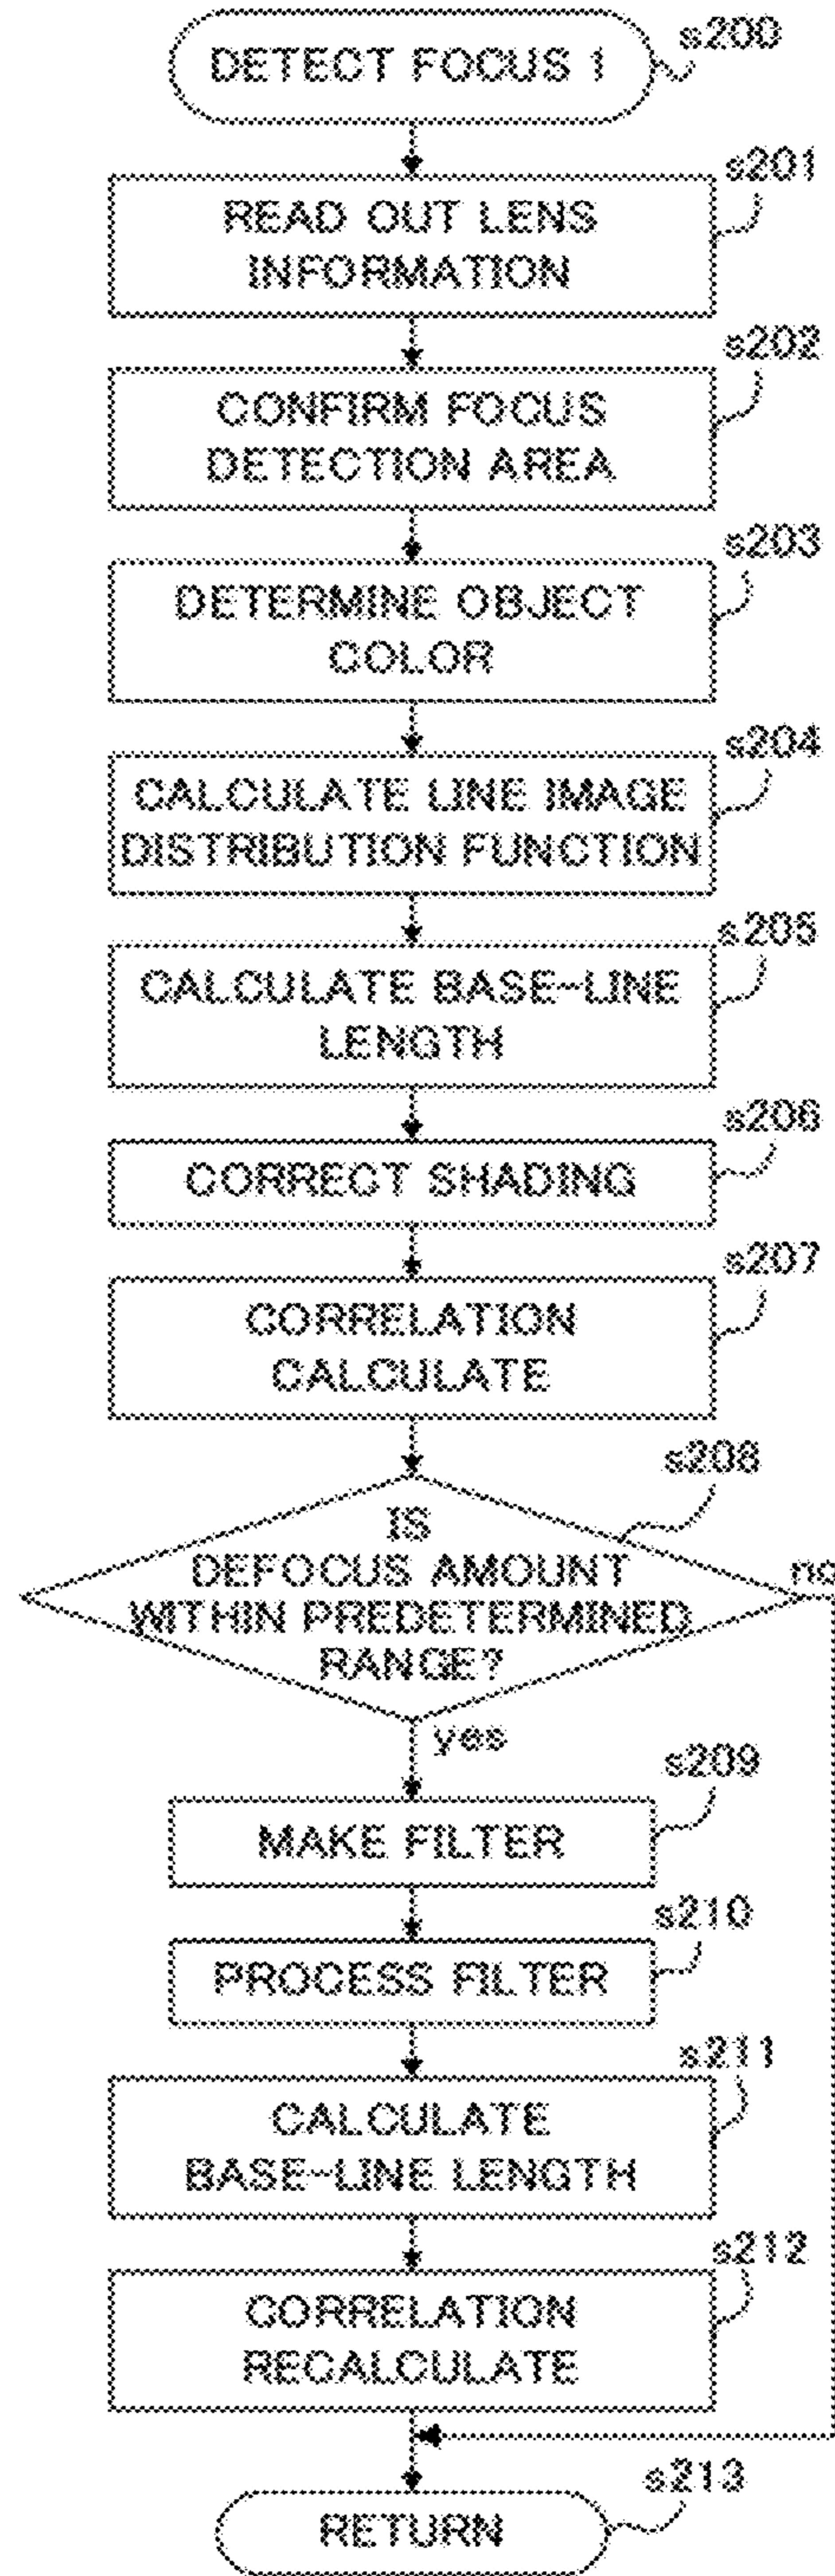 DETECT FOCUS 1
s200
READ OUT LENS
INFORMATION
s201
CONFIRM FOCUS
DETECTION AREA
s202
DETERMINE OBJECT
COLOR
s203
CALCULATE LINE IMAGE
DISTRIBUTION FUNCTION
s204
CALCULATE BASE-LINE
LENGTH
s205
CORRECT SHADING
s206
CORRELATION
CALCULATE
s207
IS
DEFOCUS AMOUNT
WITHIN PREDETERMINED
RANGE?
s208
no
yes
MAKE FILTER
s209
PROCESS FILTER
s210
CALCULATE
BASE-LINE LENGTH
s211
CORRELATION
RECALCULATE
s212
RETURN
s213